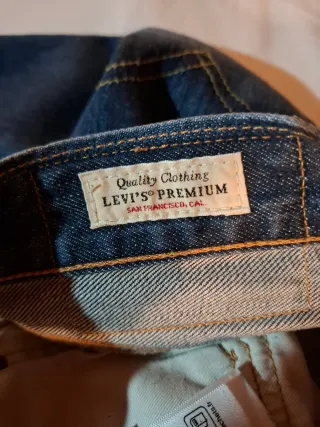 Quality Clothing
LEVI'S® PREMIUM
SAN FRANCISCO, CAL.